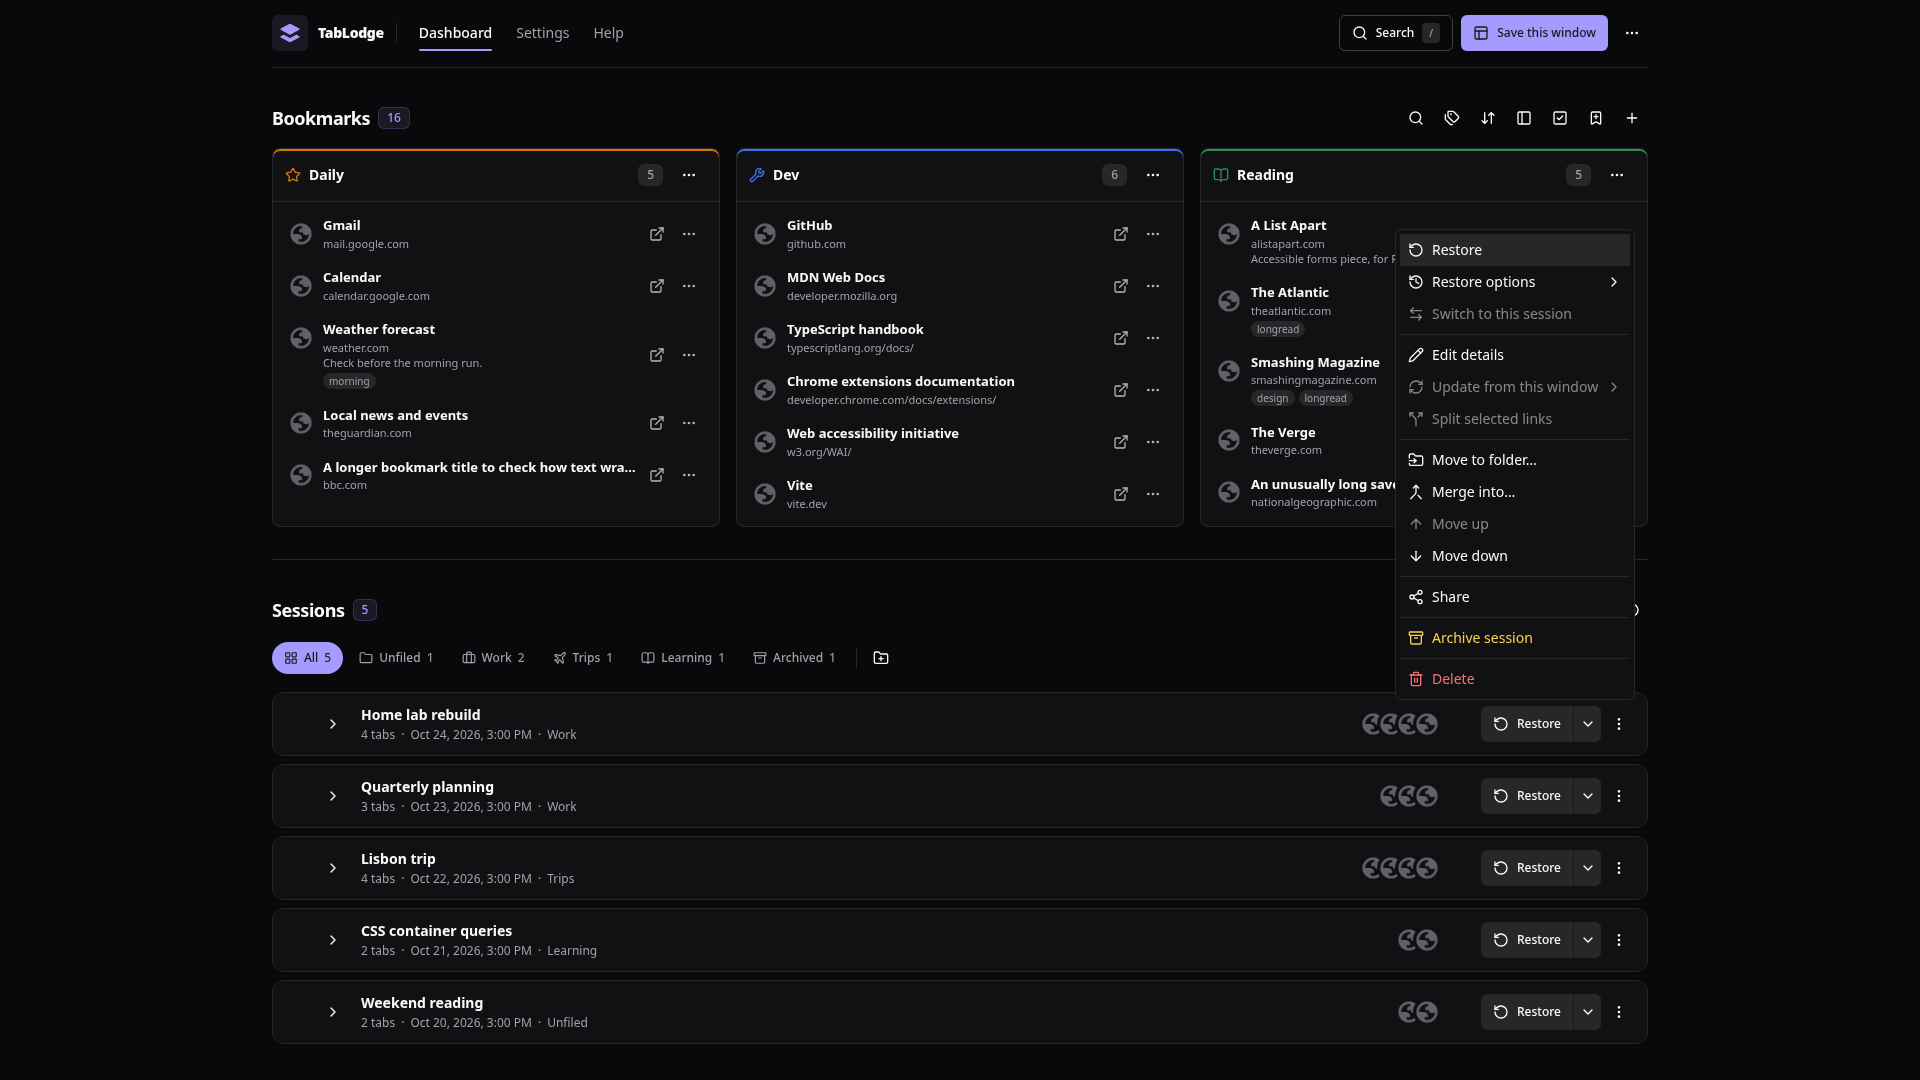 TabLodge
Dashboard
Settings
Help
Search /
Save this window
Bookmarks 16
Daily 5
Gmail
mail.google.com
Calendar
calendar.google.com
Weather forecast
weather.com
Check before the morning run.
morning
Local news and events
theguardian.com
A longer bookmark title to check how text wra...
bbc.com
Dev 6
GitHub
github.com
MDN Web Docs
developer.mozilla.org
TypeScript handbook
typescriptlang.org/docs/
Chrome extensions documentation
developer.chrome.com/docs/extensions/
Web accessibility initiative
w3.org/WAI/
Vite
vite.dev
Reading 5
A List Apart
alistapart.com
Accessible forms piece, for
The Atlantic
theatlantic.com
longread
Smashing Magazine
smashingmagazine.com
design longread
The Verge
theverge.com
An unusually long
nationalgeographic.com
Restore
Restore options
Switch to this session
Edit details
Update from this window
Split selected links
Move to folder...
Merge into...
Move up
Move down
Share
Archive session
Delete
Sessions 5
All 5
Unfiled 1
Work 2
Trips 1
Learning 1
Archived 1
Home lab rebuild
4 tabs · Oct 24, 2026, 3:00 PM · Work
Restore
Quarterly planning
3 tabs · Oct 23, 2026, 3:00 PM · Work
Restore
Lisbon trip
4 tabs · Oct 22, 2026, 3:00 PM · Trips
Restore
CSS container queries
2 tabs · Oct 21, 2026, 3:00 PM · Learning
Restore
Weekend reading
2 tabs · Oct 20, 2026, 3:00 PM · Unfiled
Restore